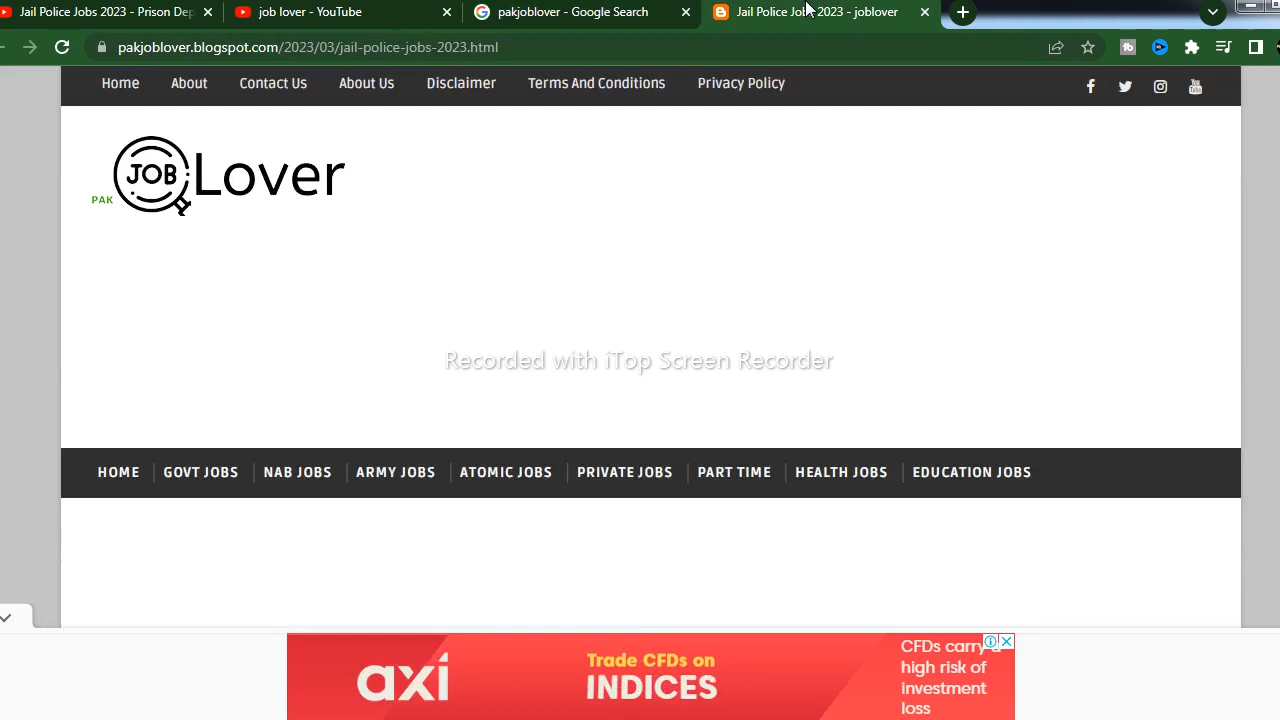 Jail Police Jobs 2023 - Prison Dep
job lover - YouTube
pakjoblover - Google Search
Jail Police Jobs 2023 - joblover
pakjoblover.blogspot.com/2023/03/jail-police-jobs-2023.html
Home About Contact Us About Us Disclaimer Terms And Conditions Privacy Policy
You Tube
PAK JOB Lover
Recorded with iTop Screen Recorder
HOME GOVT JOBS NAB JOBS ARMY JOBS ATOMIC JOBS PRIVATE JOBS PART TIME HEALTH JOBS EDUCATION JOBS
axi
Trade CFDs on
INDICES
CFDs carry a
high risk of
investment
loss